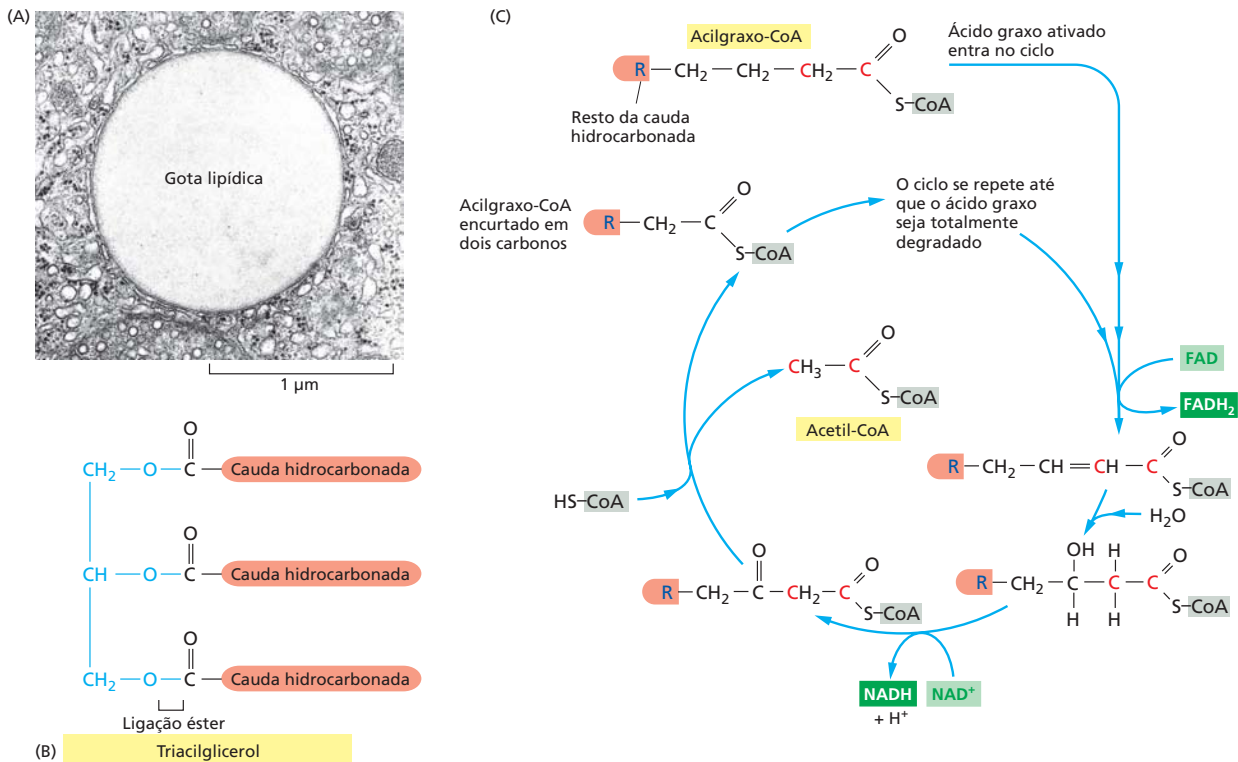 (A)
Gota lipídica
1 µm
CH₂—O—C—Cauda hidrocarbonada
O
CH—O—C—Cauda hidrocarbonada
O
CH₂—O—C—Cauda hidrocarbonada
O
Ligação éster
(B)
Triacilglicerol
(C)
Acilgraxo-CoA
O
R—CH₂—CH₂—CH₂—C
S–CoA
Resto da cauda
hidrocarbonada
Ácido graxo ativado
entra no ciclo
Acilgraxo-CoA
encurtado em
dois carbonos
O
R—CH₂—C
S–CoA
O ciclo se repete até
que o ácido graxo
seja totalmente
degradado
O
CH₃—C
S–CoA
Acetil-CoA
FAD
FADH₂
O
R—CH₂—CH=CH—C
S–CoA
H₂O
OH H O
R—CH₂—C—C—C
S–CoA
H H
HS–CoA
O O
R—CH₂—C—CH₂—C
S–CoA
NADH NAD⁺
+ H⁺